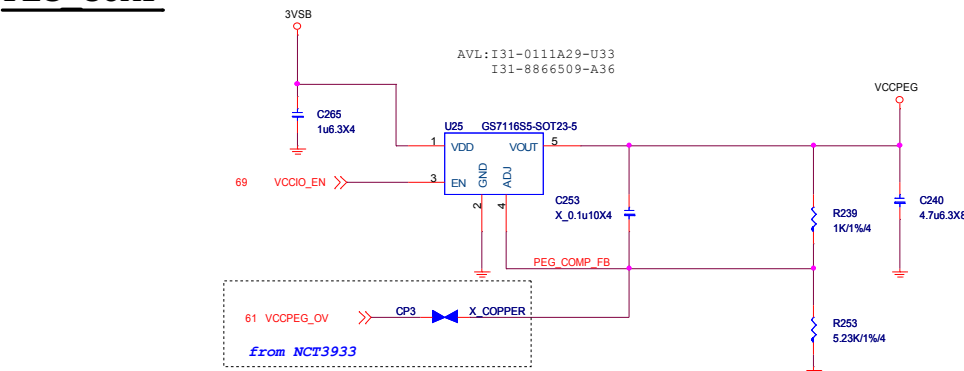 3VSB
AVL:I31-0111A29-U33
I31-8866509-A36
VCCPEG
C265
1u6.3X4
U25 GS7116S5-SOT23-5
1 VDD VOUT 5
69 VCCIO_EN 3 EN
GND ADJ
2 4
C253
X_0.1u10X4
C240
4.7u6.3X8
R239
1K/1%/4
PEG_COMP_FB
61 VCCPEG_OV CP3 X_COPPER
R253
5.23K/1%/4
from NCT3933